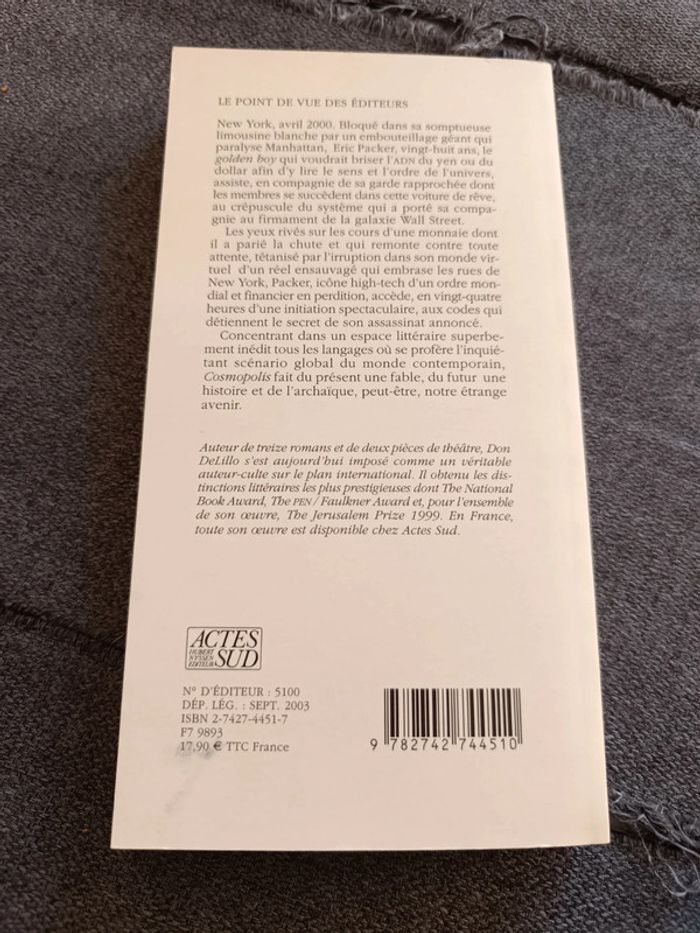 LE POINT DE VUE DES ÉDITEURS
New York, avril 2000. Bloqué dans sa somptueuse
limousine blanche par un embouteillage géant qui
paralyse Manhattan, Eric Packer, vingt-huit ans, le
golden boy qui voudrait briser l'ADN du yen ou du
dollar afin d'y lire le sens et l'ordre de l'univers,
assiste, en compagnie de sa garde rapprochée dont
les membres se succèdent dans cette voiture de rêve,
au crépuscule du système qui a porté sa compa-
gnie au firmament de la galaxie Wall Street.
Les yeux rivés sur les cours d'une monnaie dont
il a parié la chute et qui remonte contre toute
attente, tétanisé par l'irruption dans son monde vir-
tuel d'un réel ensauvagé qui embrase les rues de
New York, Packer, icône high-tech d'un ordre mon-
dial et financier en perdition, accède, en vingt-quatre
heures d'une initiation spectaculaire, aux codes qui
détiennent le secret de son assassinat annoncé.
Concentrant dans un espace littéraire superbe-
ment inédit tous les langages où se profère l'inquié-
tant scénario global du monde contemporain,
Cosmopolis fait du présent une fable, du futur une
histoire et de l'archaïque, peut-être, notre étrange
avenir.
Auteur de treize romans et de deux pièces de théâtre, Don
DeLillo s'est aujourd'hui imposé comme un véritable
auteur-culte sur le plan international. Il obtenu les dis-
tinctions littéraires les plus prestigieuses dont The National
Book Award, The PEN / Faulkner Award et, pour l'ensemble
de son œuvre, The Jerusalem Prize 1999. En France,
toute son œuvre est disponible chez Actes Sud.
ACTES
HUBERT
NYSSEN
ÉDITEUR
SUD
N° D'ÉDITEUR : 5100
DÉP. LÉG. : SEPT. 2003
ISBN 2-7427-4451-7
F7 9893
17,90 € TTC France
9 782742 744510